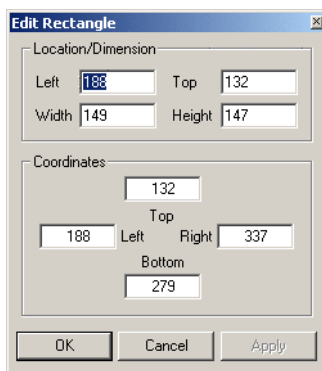 Edit Rectangle
Location/Dimension
Left 188 Top 132
Width 149 Height 147
Coordinates
132
Top
188 Left Right 337
Bottom
279
OK Cancel Apply